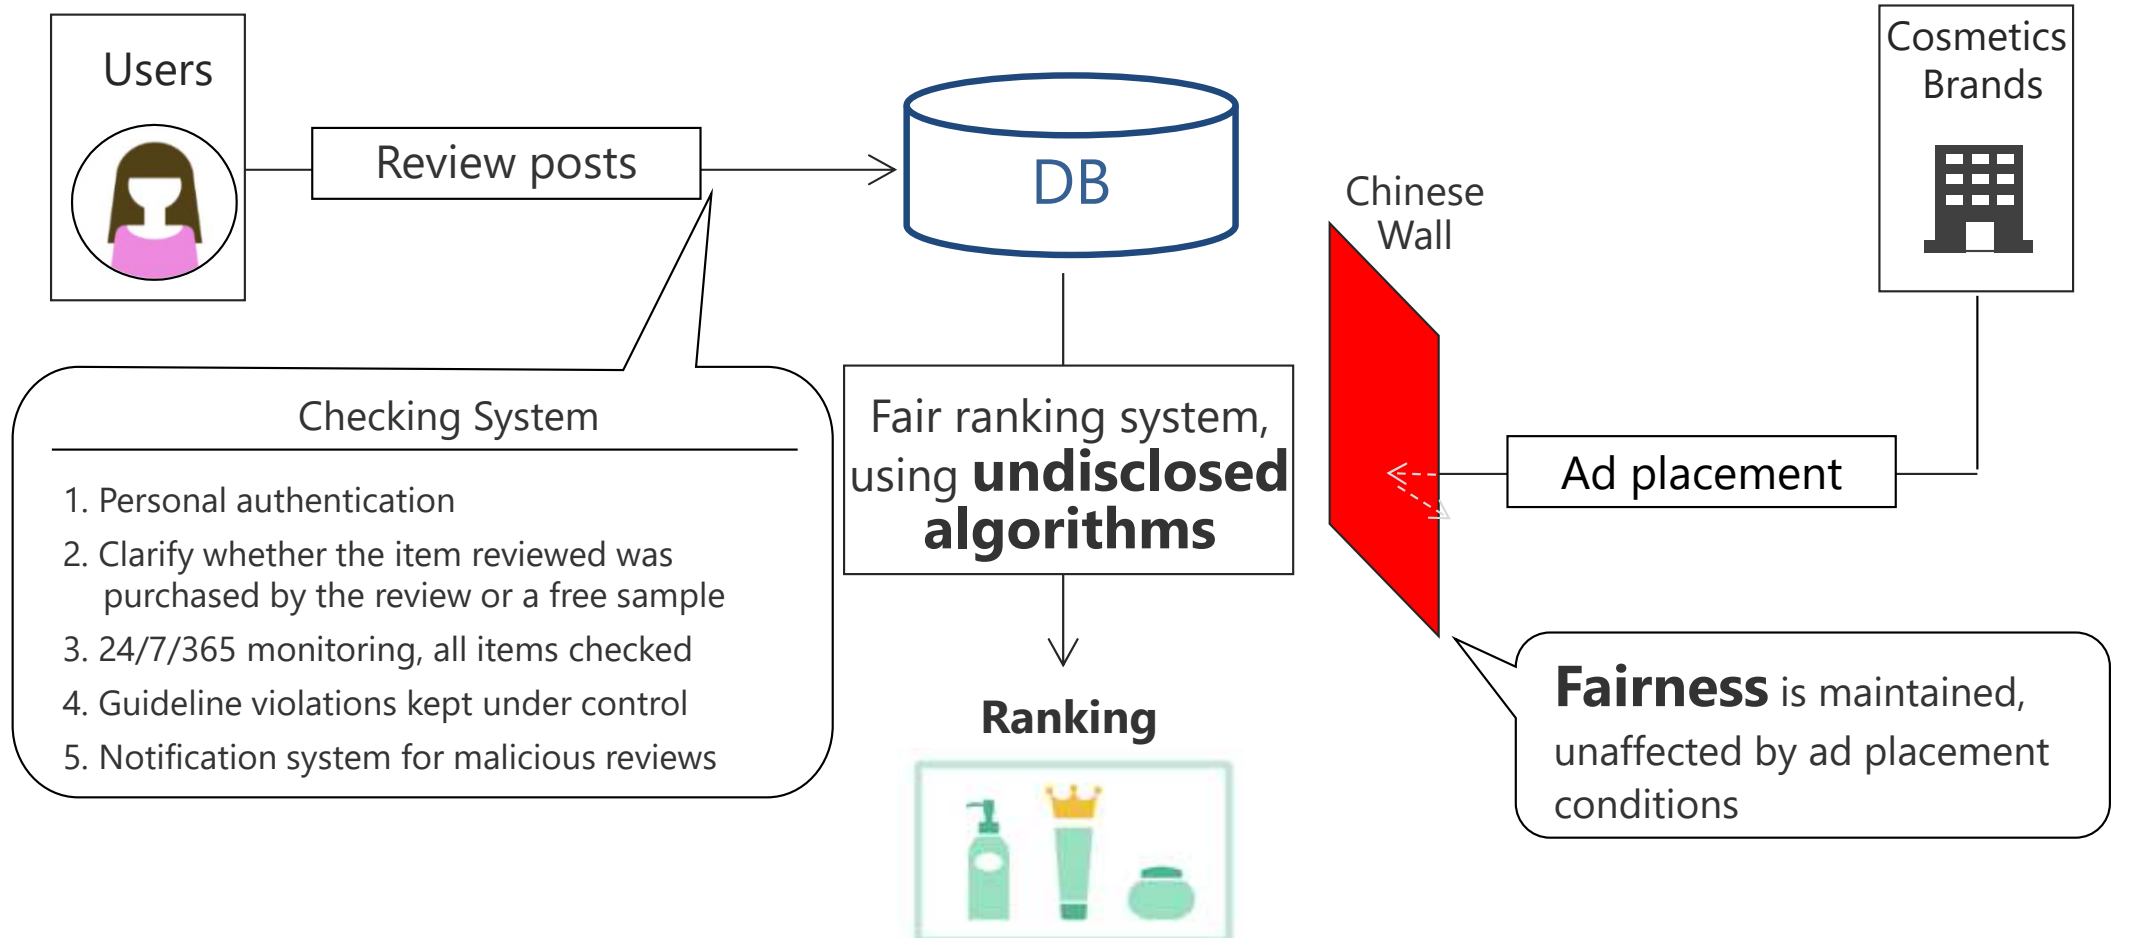 Users
Review posts
DB
Chinese
Wall
Cosmetics
Brands
Checking System
1. Personal authentication
2. Clarify whether the item reviewed was
purchased by the review or a free sample
3. 24/7/365 monitoring, all items checked
4. Guideline violations kept under control
5. Notification system for malicious reviews
Fair ranking system,
using undisclosed
algorithms
Ranking
Ad placement
Fairness is maintained,
unaffected by ad placement
conditions